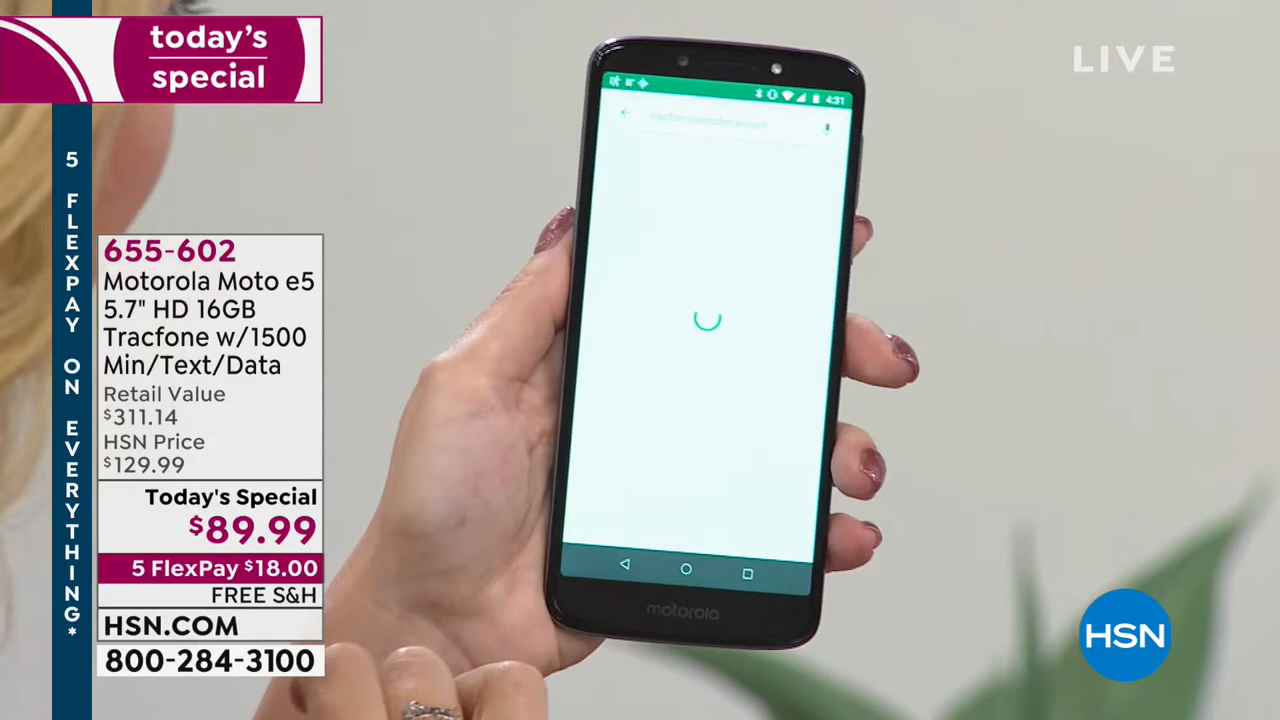 today's
special
LIVE
5 FLEXPAY ON EVERYTHING*
655-602
Motorola Moto e5
5.7" HD 16GB
Tracfone w/1500
Min/Text/Data
Retail Value
$311.14
HSN Price
$129.99
Today's Special
$89.99
5 FlexPay $18.00
FREE S&H
HSN.COM
800-284-3100
4:31
motorola
HSN